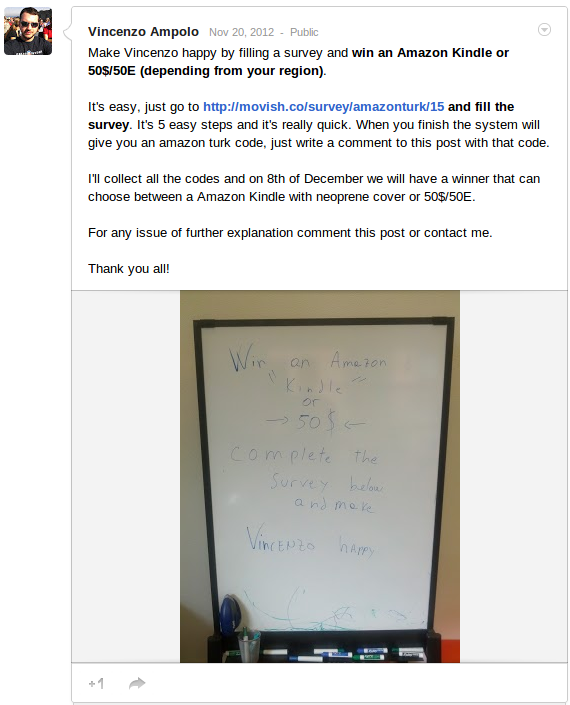 Vincenzo Ampolo Nov 20, 2012 - Public
Make Vincenzo happy by filling a survey and win an Amazon Kindle or
50$/50E (depending from your region).
It's easy, just go to http://movish.co/survey/amazonturk/15 and fill the
survey. It's 5 easy steps and it's really quick. When you finish the system will
give you an amazon turk code, just write a comment to this post with that code.
I'll collect all the codes and on 8th of December we will have a winner that can
choose between a Amazon Kindle with neoprene cover or 50$/50E.
For any issue of further explanation comment this post or contact me.
Thank you all!
Win an Amazon
"Kindle"
or
→ 50$ ←
Complete the
Survey below
and make
VincENZO happy
+1